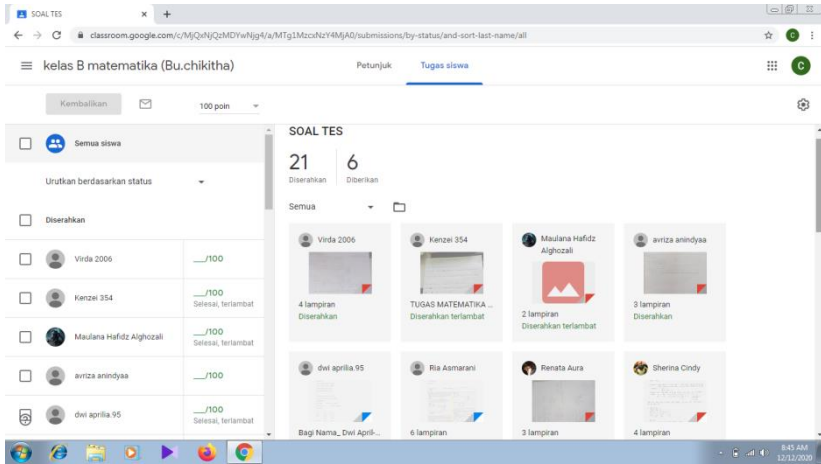 SOAL TES
classroom.google.com/c/MjQxNjQzMDYwNjg4/a/MTg1MzcxNzY4MjA0/submissions/by-status/and-sort-last-name/all
C
kelas B matematika (Bu.chikitha)
Petunjuk
Tugas siswa
C
Kembalikan
100 poin
Semua siswa
Urutkan berdasarkan status
Diserahkan
Virda 2006
__/100
Kenzei 354
__/100
Selesai, terlambat
Maulana Hafidz Alghozali
__/100
Selesai, terlambat
avriza anindyaa
__/100
dwi aprilia.95
__/100
Selesai, terlambat
SOAL TES
21
Diserahkan
6
Diberikan
Semua
Virda 2006
4 lampiran
Diserahkan
Kenzei 354
TUGAS MATEMATIKA ...
Diserahkan terlambat
Maulana Hafidz
Alghozali
2 lampiran
Diserahkan terlambat
avriza anindyaa
3 lampiran
Diserahkan
dwi aprilia.95
Bagi Nama_ Dwi April-...
Ria Asmarani
6 lampiran
Renata Aura
3 lampiran
Sherina Cindy
4 lampiran
8:45 AM
12/12/2020